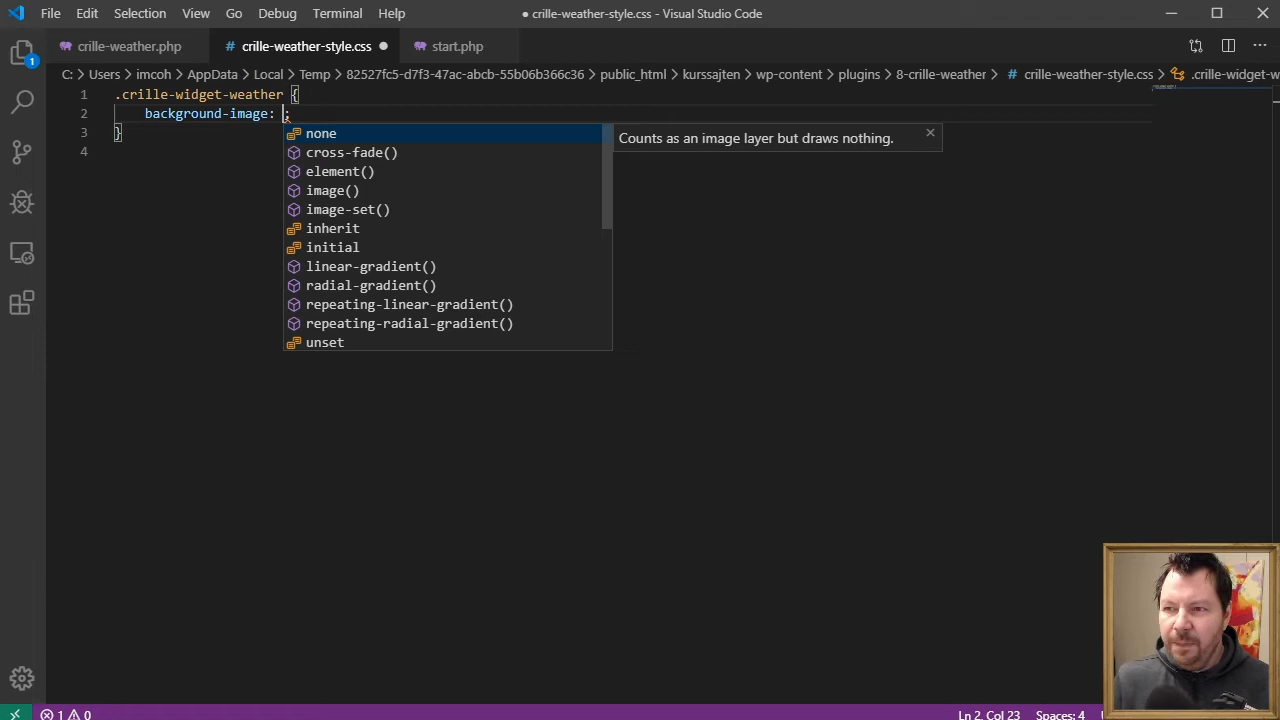 File Edit Selection View Go Debug Terminal Help
● crille-weather-style.css - Visual Studio Code
crille-weather.php # crille-weather-style.css ● start.php
C: > Users > imcoh > AppData > Local > Temp > 82527fc5-d7f3-47ac-abcb-55b06b366c36 > public_html > kurssajten > wp-content > plugins > 8-crille-weather > # crille-weather-style.css > .crille-widget-w
1 .crille-widget-weather {
2 background-image: ;
3 }
4
none
Counts as an image layer but draws nothing.
cross-fade()
element()
image()
image-set()
inherit
initial
linear-gradient()
radial-gradient()
repeating-linear-gradient()
repeating-radial-gradient()
unset
1
1 0
Ln 2, Col 23 Spaces: 4